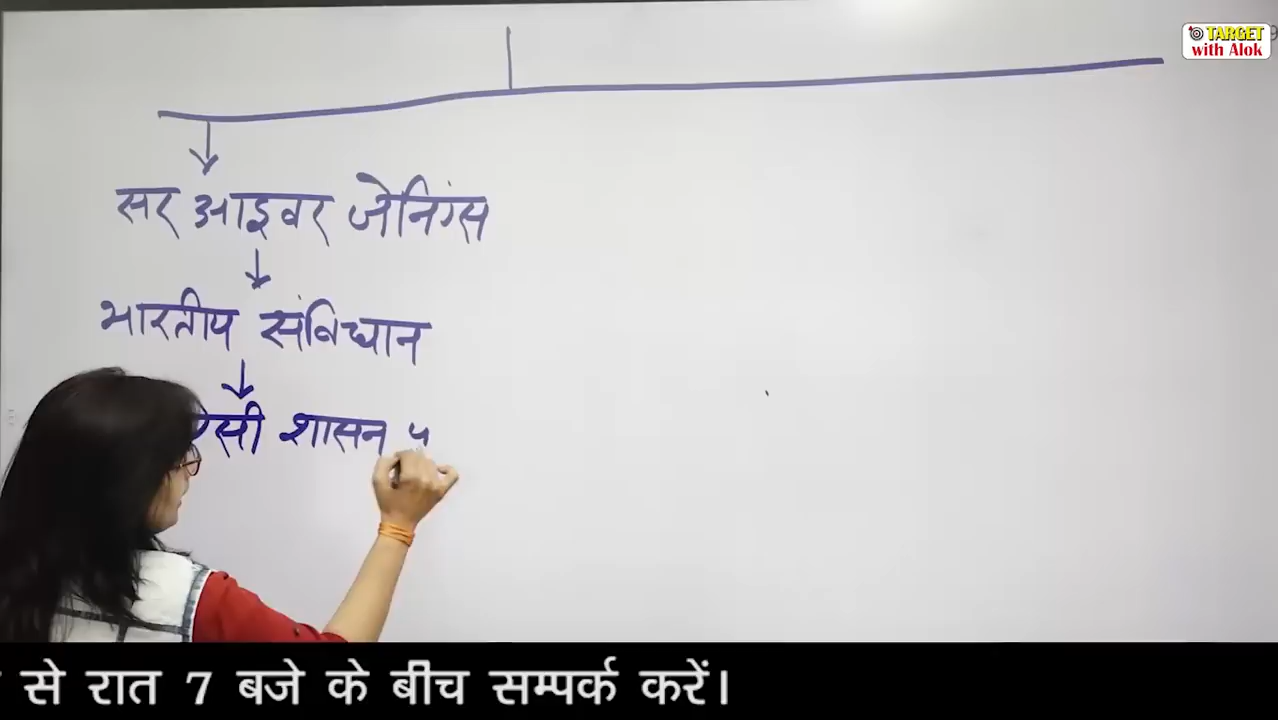 TARGET
with Alok
सर आइवर जेनिंग्स
भारतीय संविधान
शासन
से रात 7 बजे के बीच सम्पर्क करें।